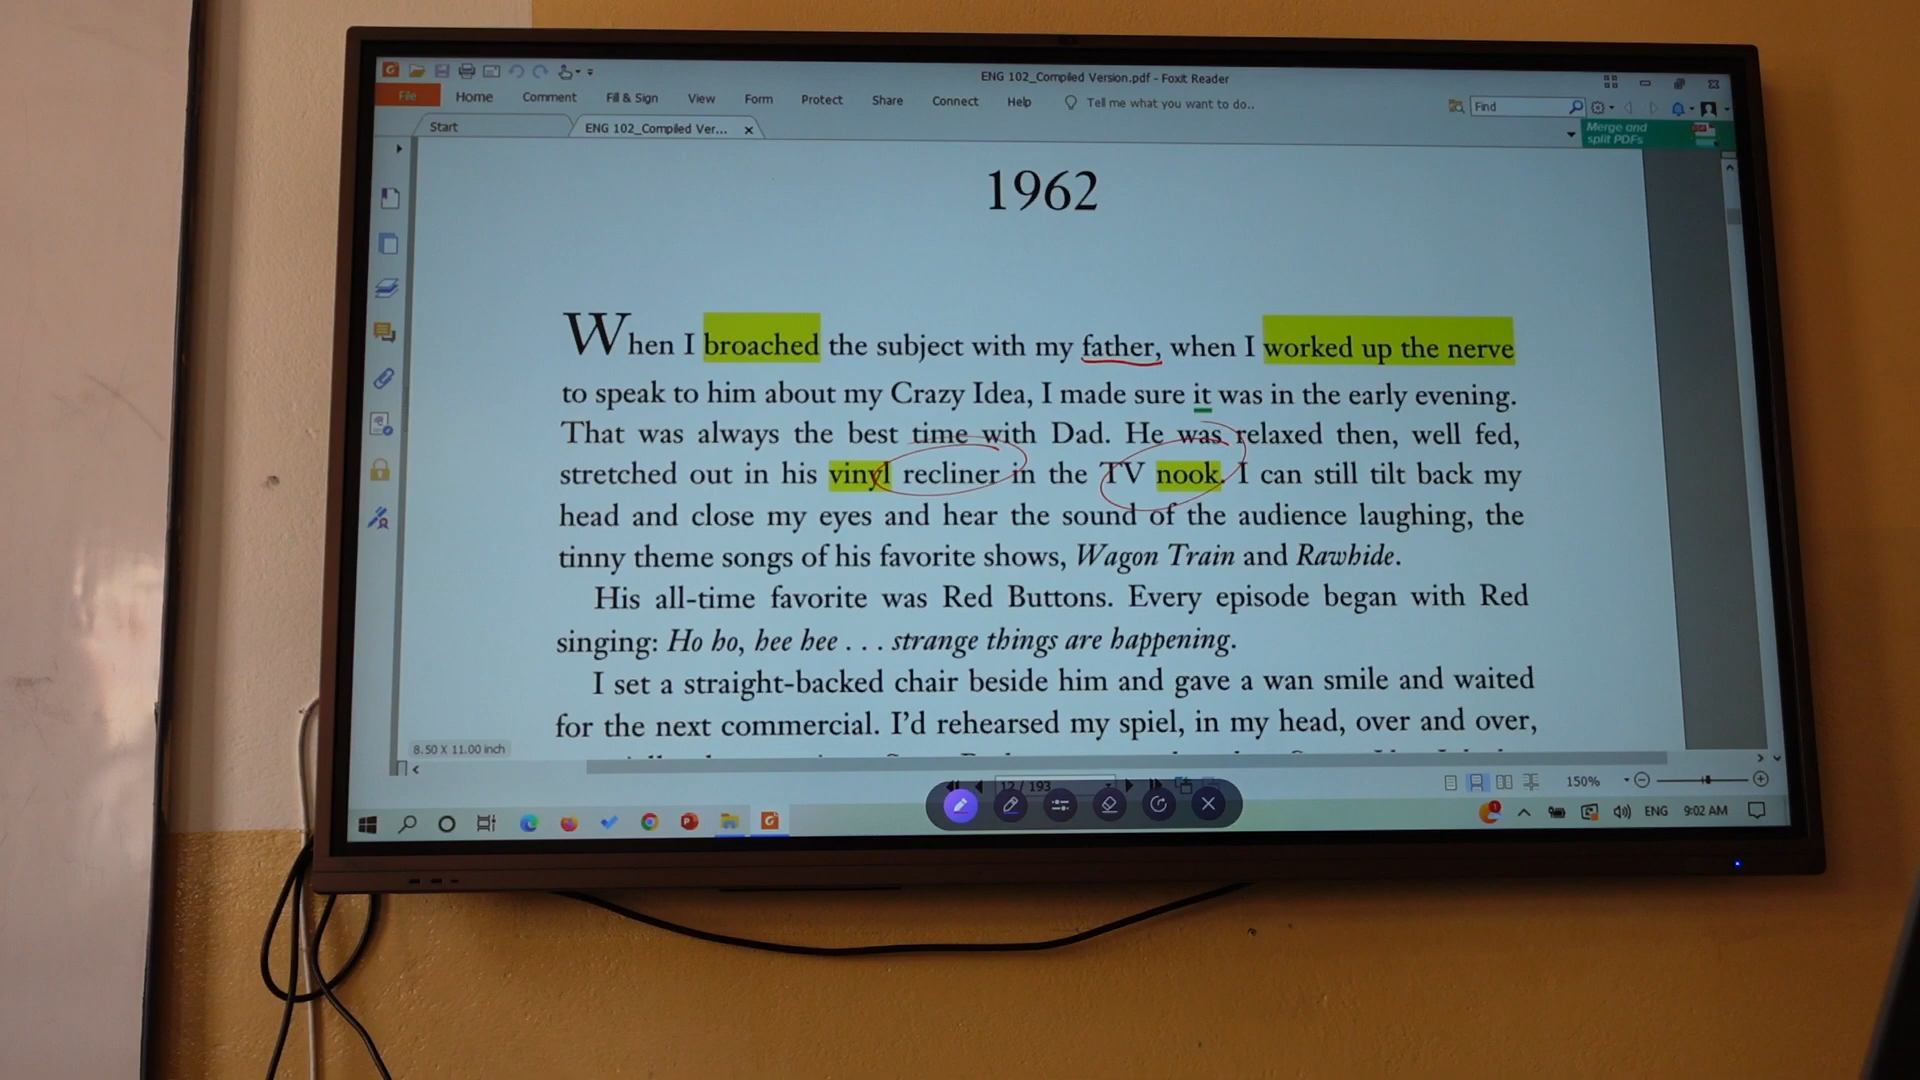 ENG 102_Compiled Version.pdf - Foxit Reader
File Home Comment Fill & Sign View Form Protect Share Connect Help Tell me what you want to do.. Find
Start ENG 102_Compiled Ver... Merge and
split PDFs
1962
When I broached the subject with my father, when I worked up the nerve
to speak to him about my Crazy Idea, I made sure it was in the early evening.
That was always the best time with Dad. He was relaxed then, well fed,
stretched out in his vinyl recliner in the TV nook. I can still tilt back my
head and close my eyes and hear the sound of the audience laughing, the
tinny theme songs of his favorite shows, Wagon Train and Rawhide.
His all-time favorite was Red Buttons. Every episode began with Red
singing: Ho ho, hee hee . . . strange things are happening.
I set a straight-backed chair beside him and gave a wan smile and waited
for the next commercial. I'd rehearsed my spiel, in my head, over and over,
8.50 X 11.00 inch
12 / 193
150%
ENG 9:02 AM